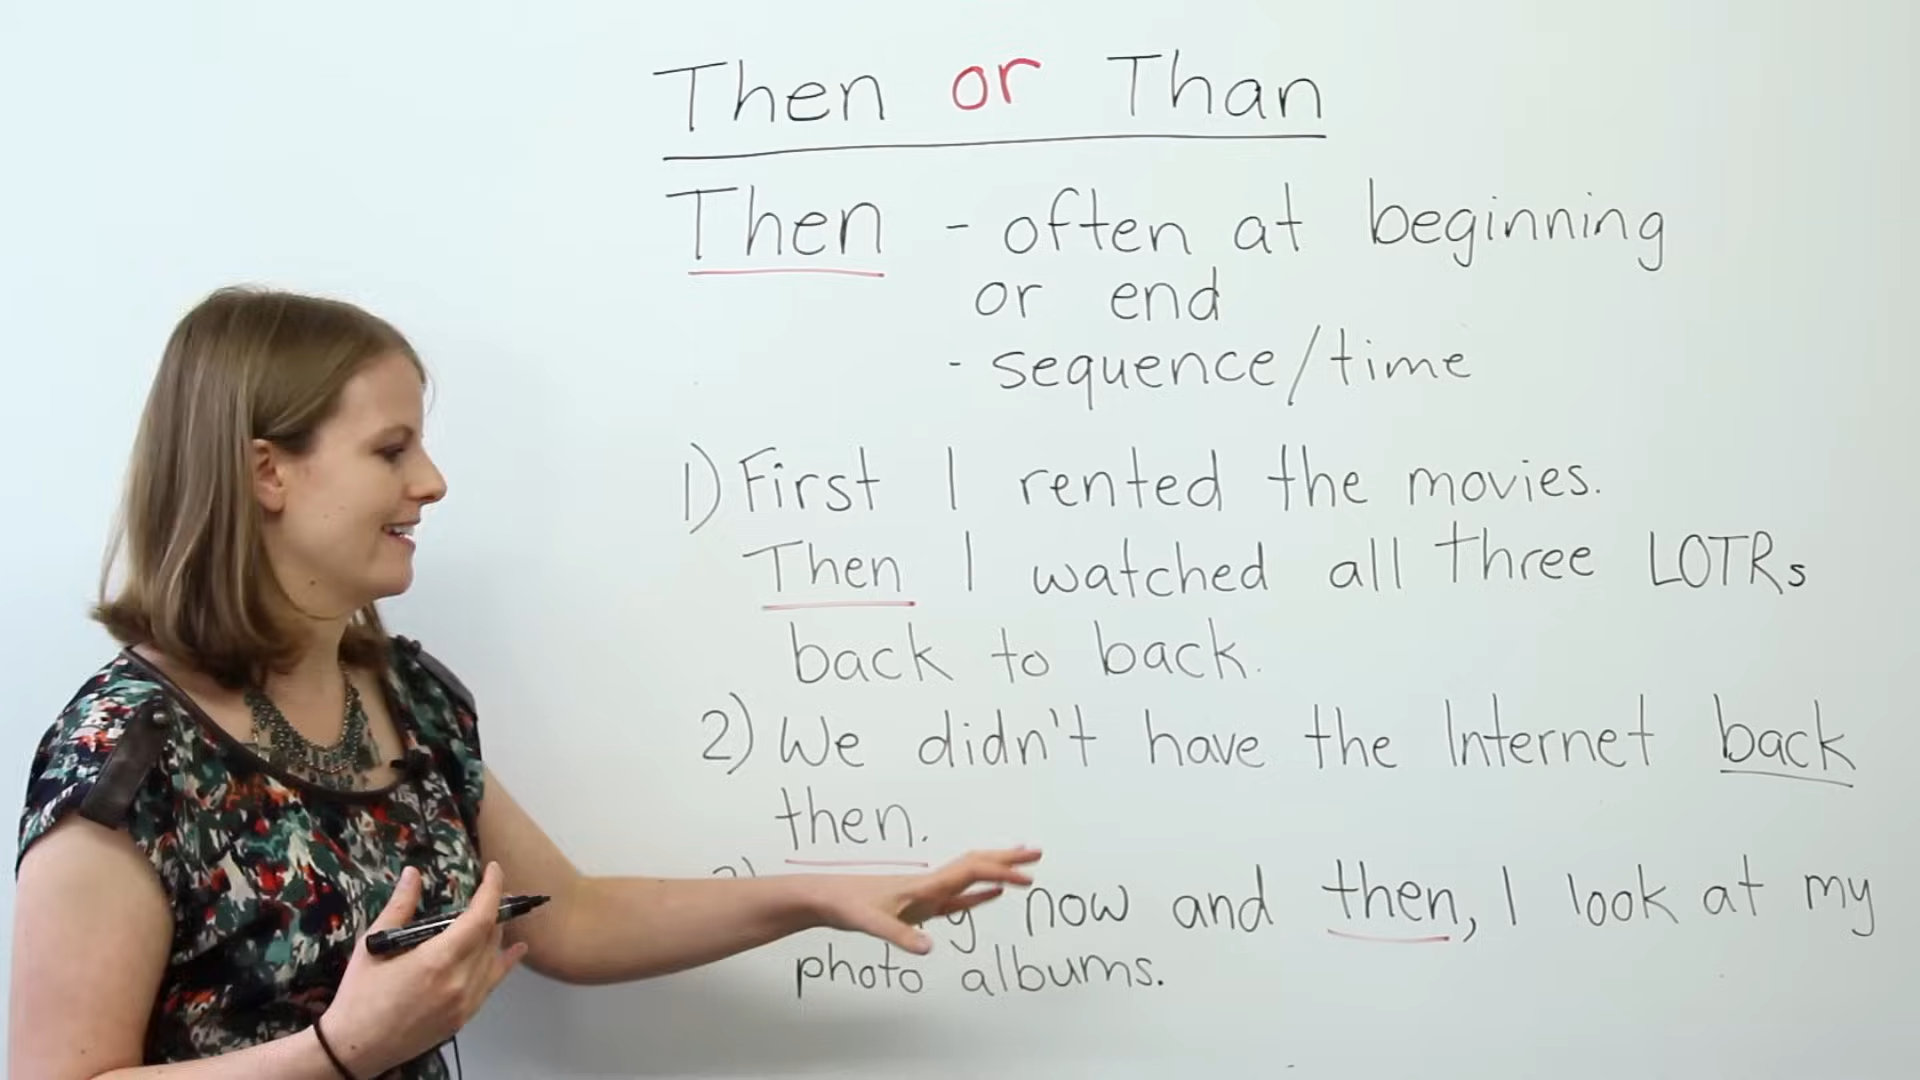 Then or Than
Then - often at beginning
or end
- sequence/time
1) First I rented the movies.
Then I watched all three LOTRs
back to back.
2) We didn't have the Internet back
then.
now and then, I look at my
photo albums.